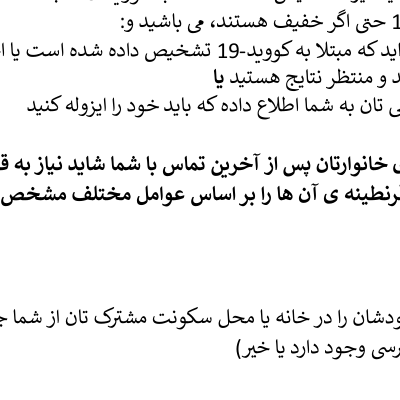 1 حتی اگر خفیف هستند، می باشید و:
اید که مبتلا به کووید-19 تشخیص داده شده است یا
د و منتظر نتایج هستید یا
ی تان به شما اطلاع داده که باید خود را ایزوله کنید
ی خانوارتان پس از آخرین تماس با شما شاید نیاز به
قرنطینه ی آن ها را بر اساس عوامل مختلف مشخص
ودشان را در خانه یا محل سکونت مشترک تان از شما
رسی وجود دارد یا خیر)